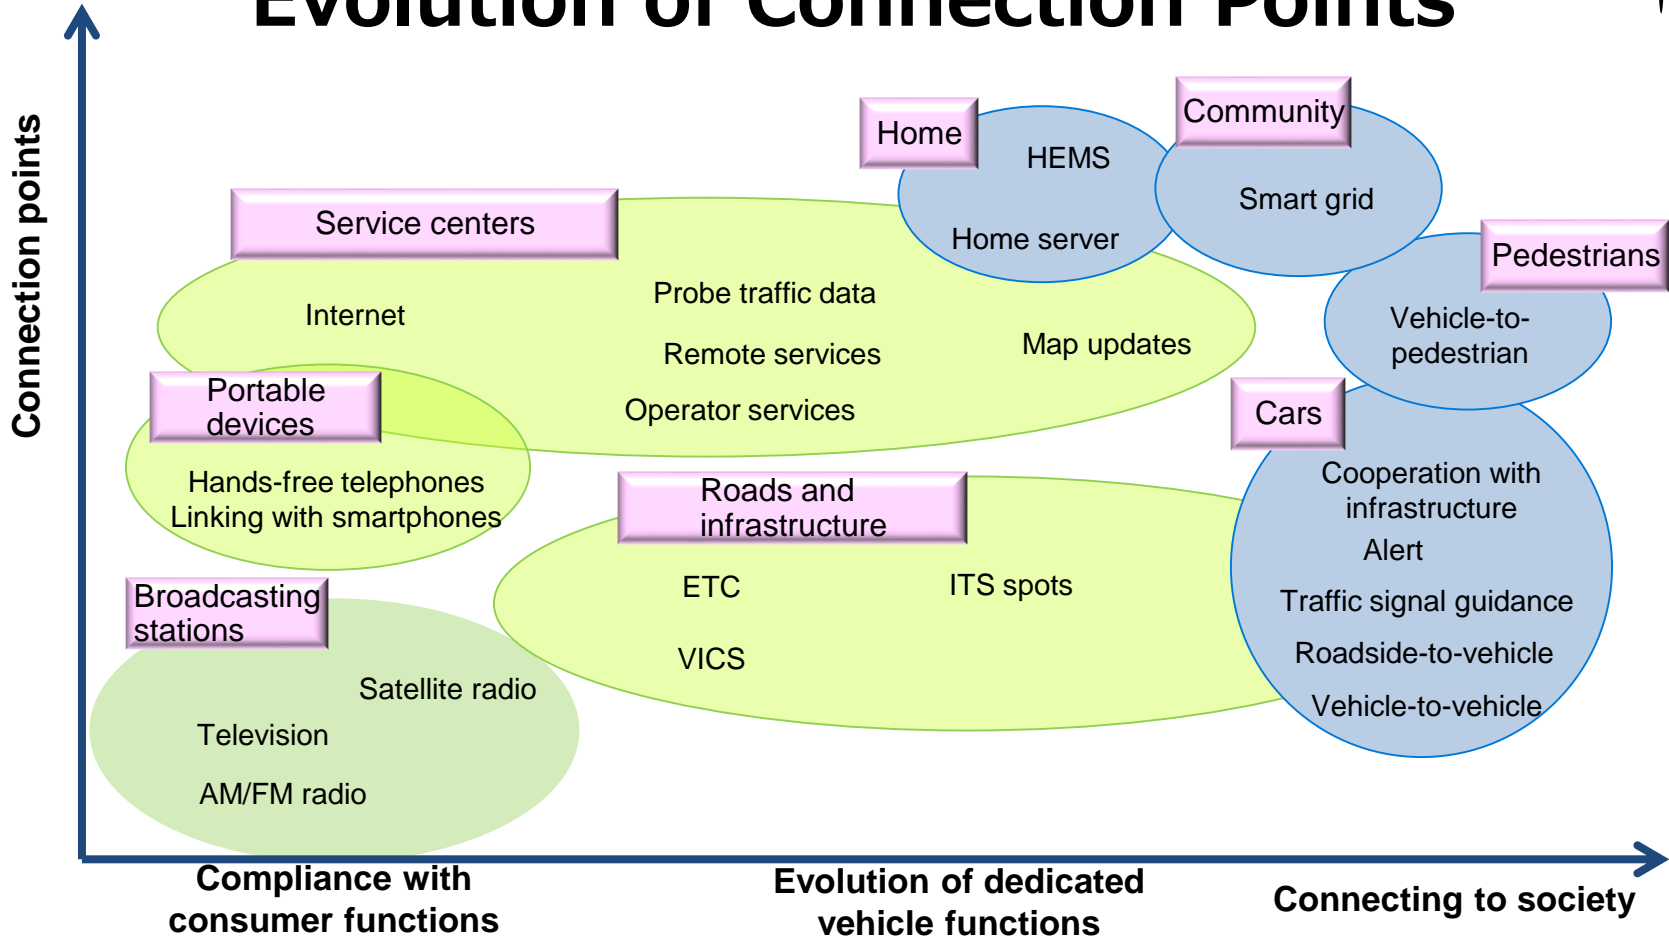 Evolution of Connection Points
Connection points
Home
HEMS
Home server
Community
Smart grid
Service centers
Internet
Probe traffic data
Remote services
Operator services
Map updates
Pedestrians
Vehicle-to-
pedestrian
Portable
devices
Hands-free telephones
Linking with smartphones
Cars
Cooperation with
infrastructure
Alert
Traffic signal guidance
Roadside-to-vehicle
Vehicle-to-vehicle
Roads and
infrastructure
ETC
ITS spots
VICS
Broadcasting
stations
Satellite radio
Television
AM/FM radio
Compliance with
consumer functions
Evolution of dedicated
vehicle functions
Connecting to society